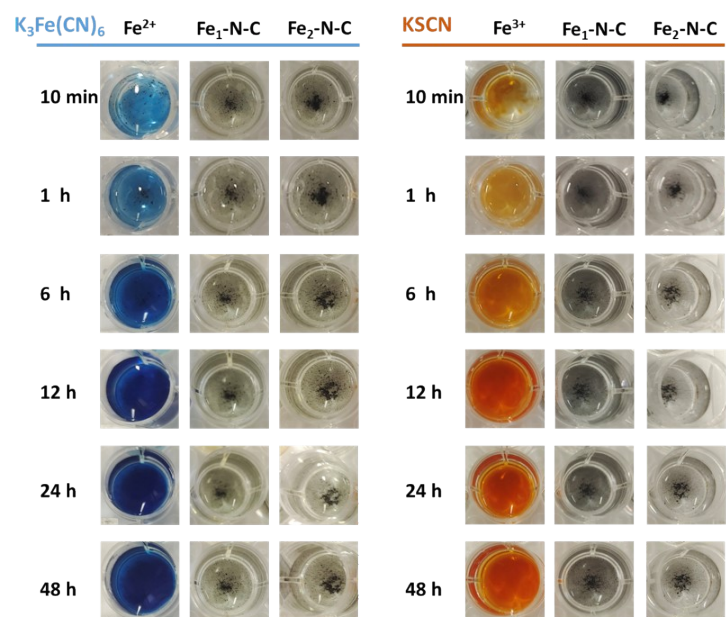 K₃Fe(CN)₆ Fe²⁺ Fe₁-N-C Fe₂-N-C
10 min
1 h
6 h
12 h
24 h
48 h
KSCN Fe³⁺ Fe₁-N-C Fe₂-N-C
10 min
1 h
6 h
12 h
24 h
48 h